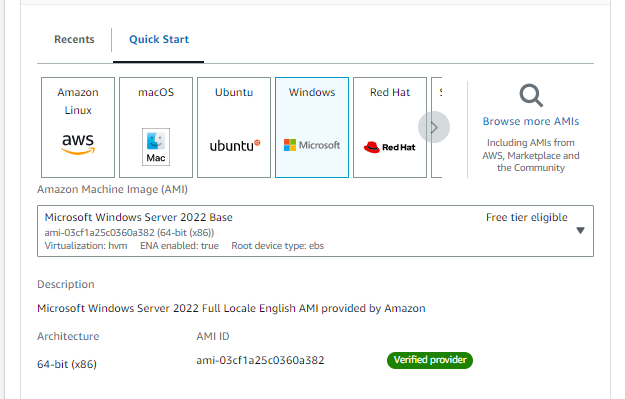 Recents
Quick Start
Amazon
Linux
aws
macOS
Mac
Ubuntu
ubuntu
Windows
Microsoft
Red Hat
Red Hat
S
Browse more AMIs
Including AMIs from
AWS, Marketplace and
the Community
Amazon Machine Image (AMI)
Microsoft Windows Server 2022 Base
Free tier eligible
ami-03cf1a25c0360a382 (64-bit (x86))
Virtualization: hvm ENA enabled: true Root device type: ebs
Description
Microsoft Windows Server 2022 Full Locale English AMI provided by Amazon
Architecture
AMI ID
64-bit (x86)
ami-03cf1a25c0360a382
Verified provider